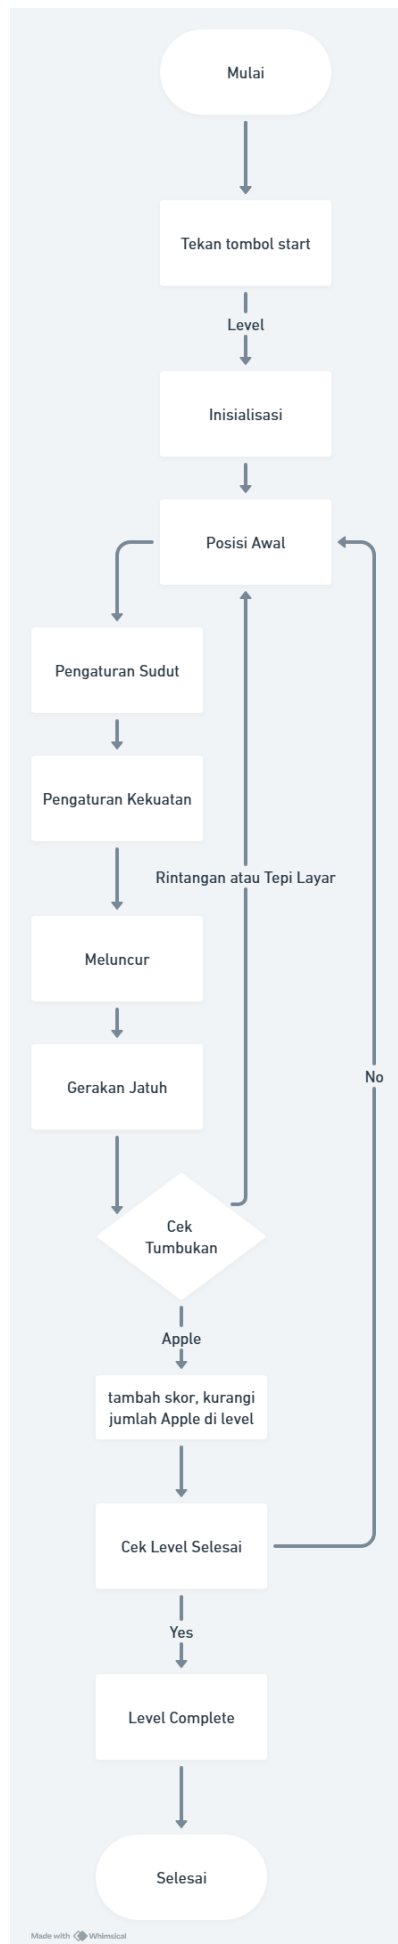 Mulai
Tekan tombol start
Level
Inisialisasi
Posisi Awal
Pengaturan Sudut
Pengaturan Kekuatan
Rintangan atau Tepi Layar
Meluncur
Gerakan Jatuh
No
Cek
Tumbukan
Apple
tambah skor, kurangi
jumlah Apple di level
Cek Level Selesai
Yes
Level Complete
Selesai
Made with Whimsical